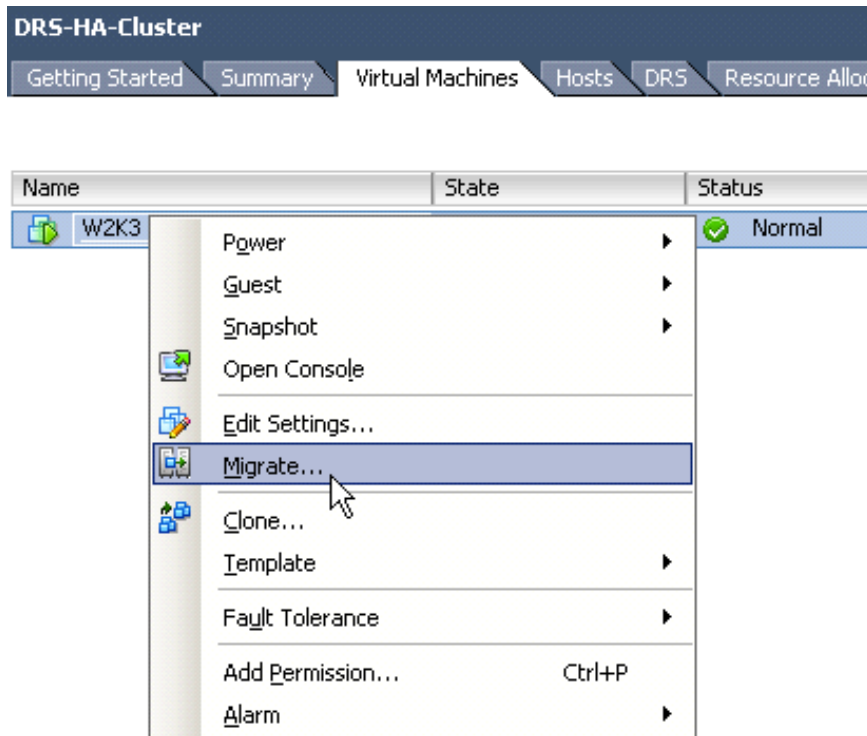 DRS-HA-Cluster
Getting Started Summary Virtual Machines Hosts DRS Resource Alloc
Name State Status
W2K3 Normal
Power
Guest
Snapshot
Open Console
Edit Settings...
Migrate...
Clone...
Template
Fault Tolerance
Add Permission... Ctrl+P
Alarm